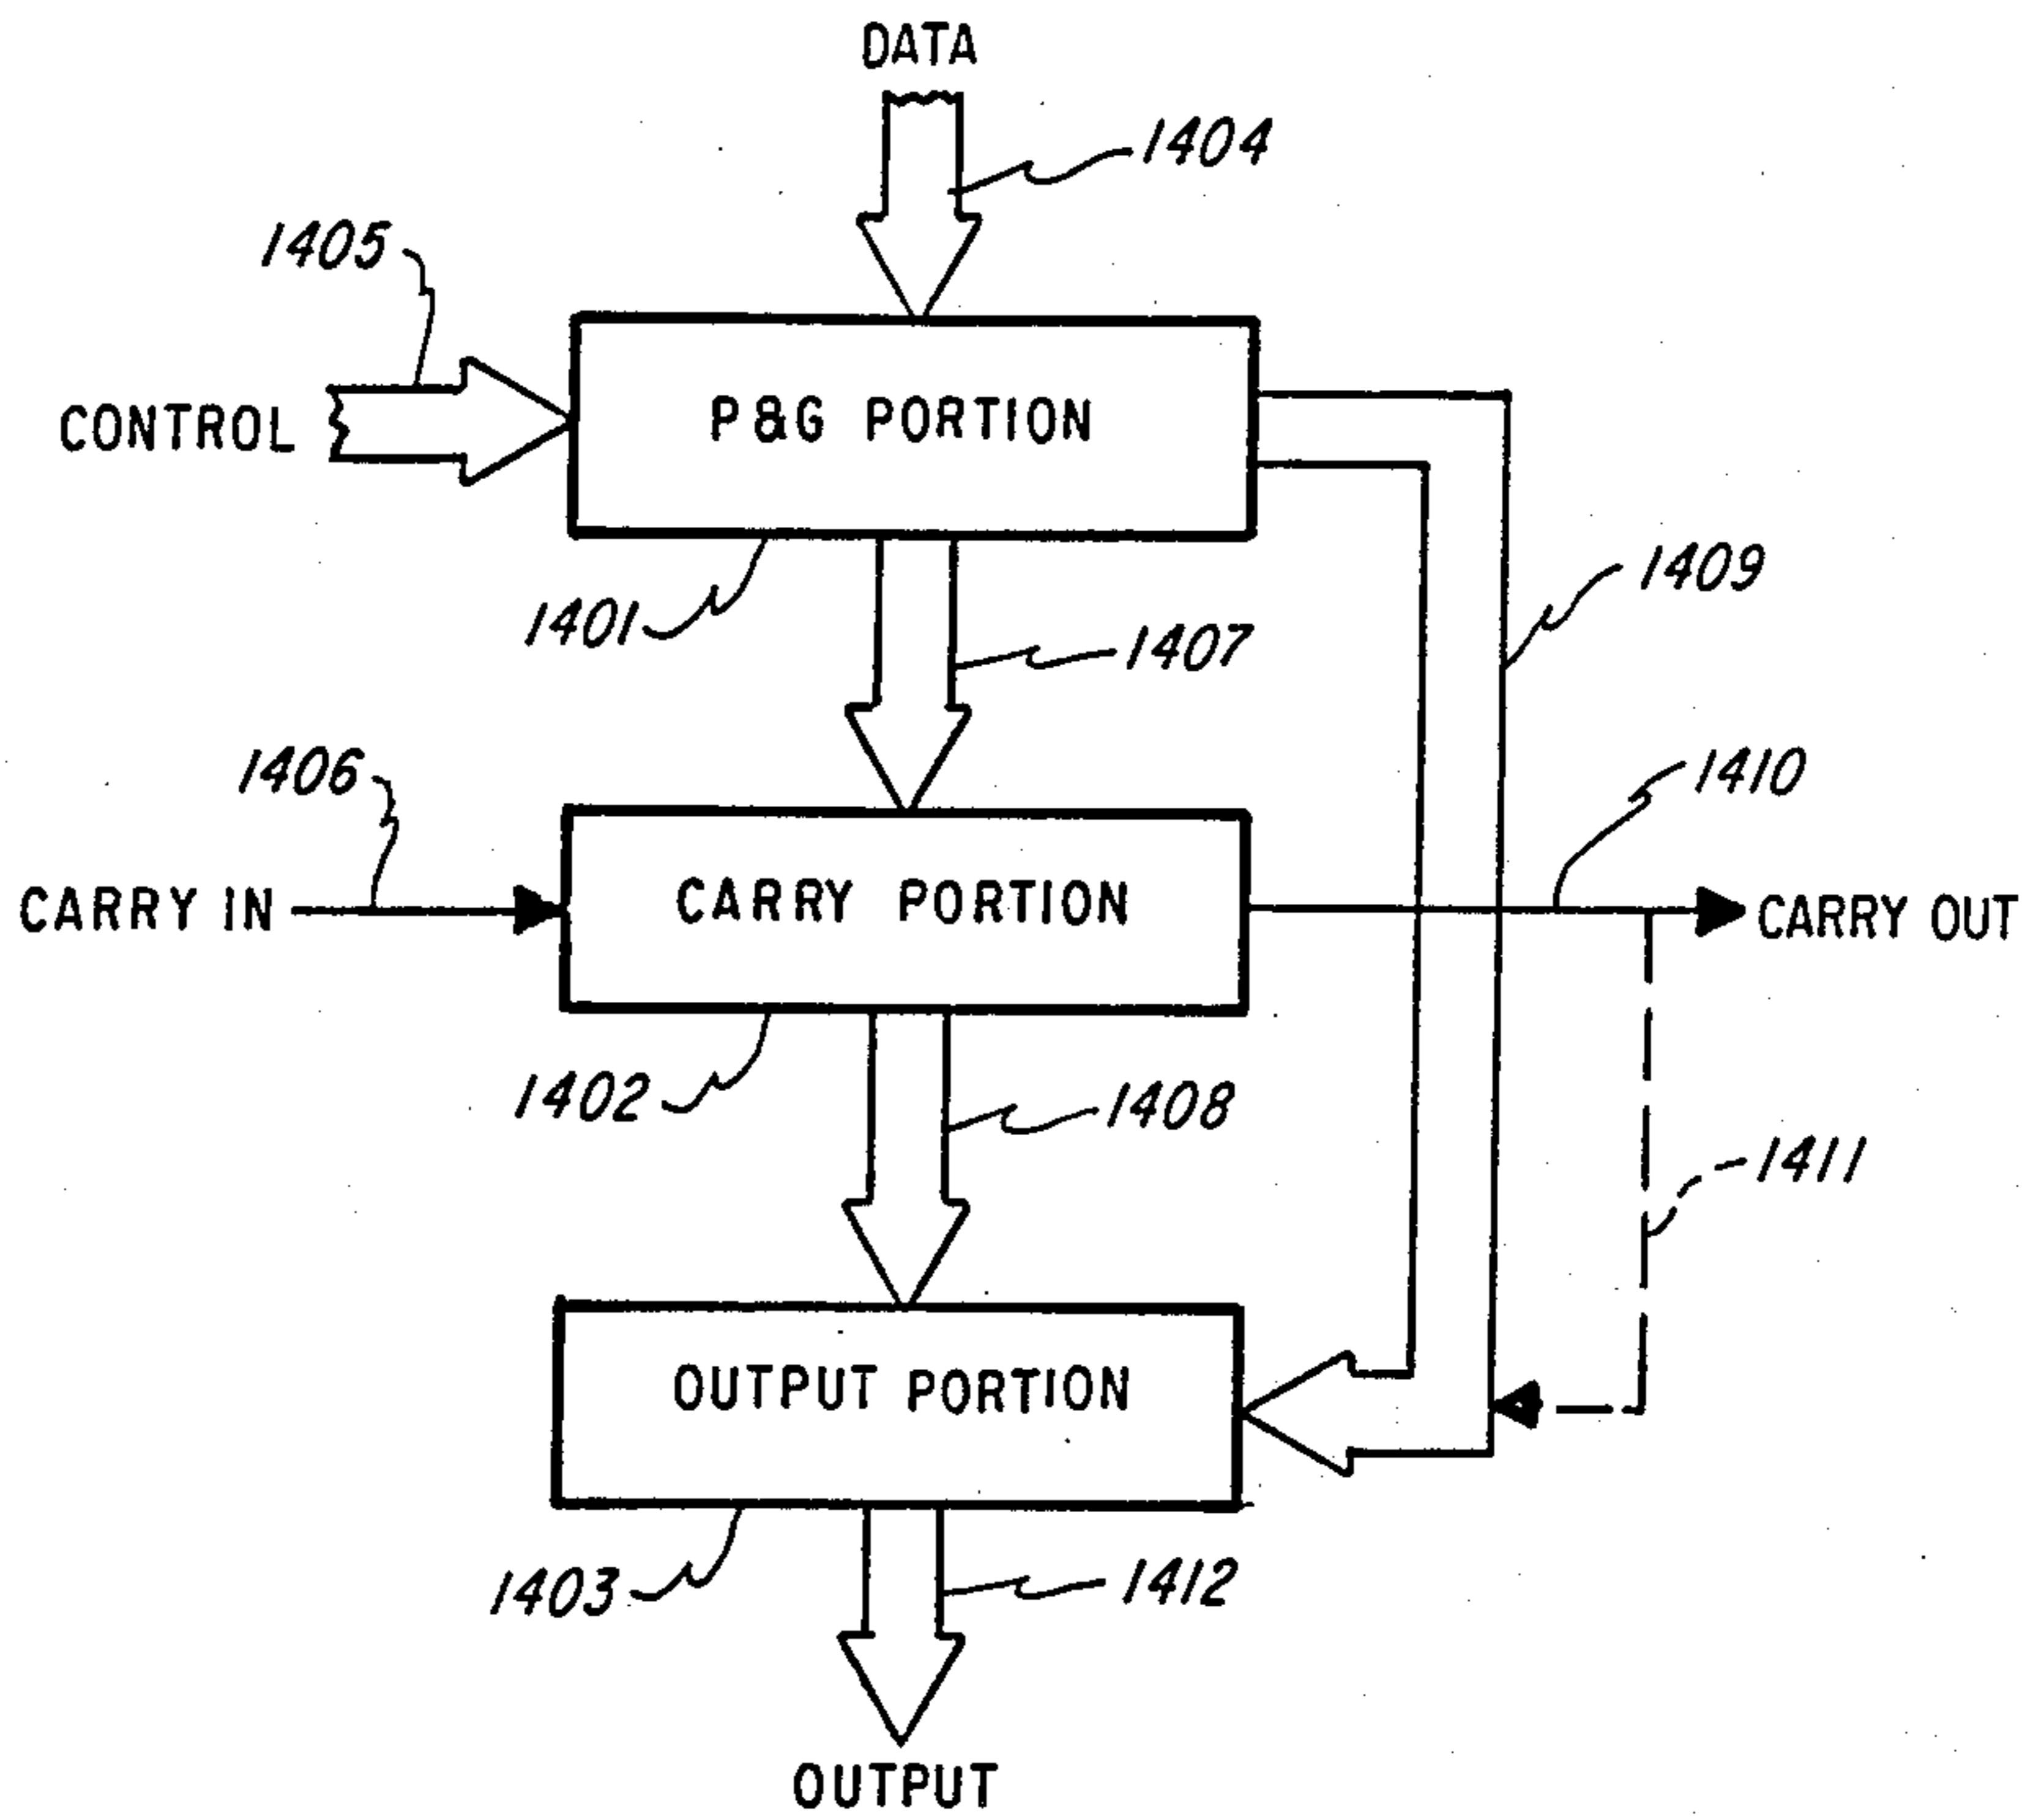 DATA
1404
1405
CONTROL
P&G PORTION
1401
1409
1407
1406
1410
CARRY IN
CARRY PORTION
CARRY OUT
1402
1408
1411
OUTPUT PORTION
1403
1412
OUTPUT